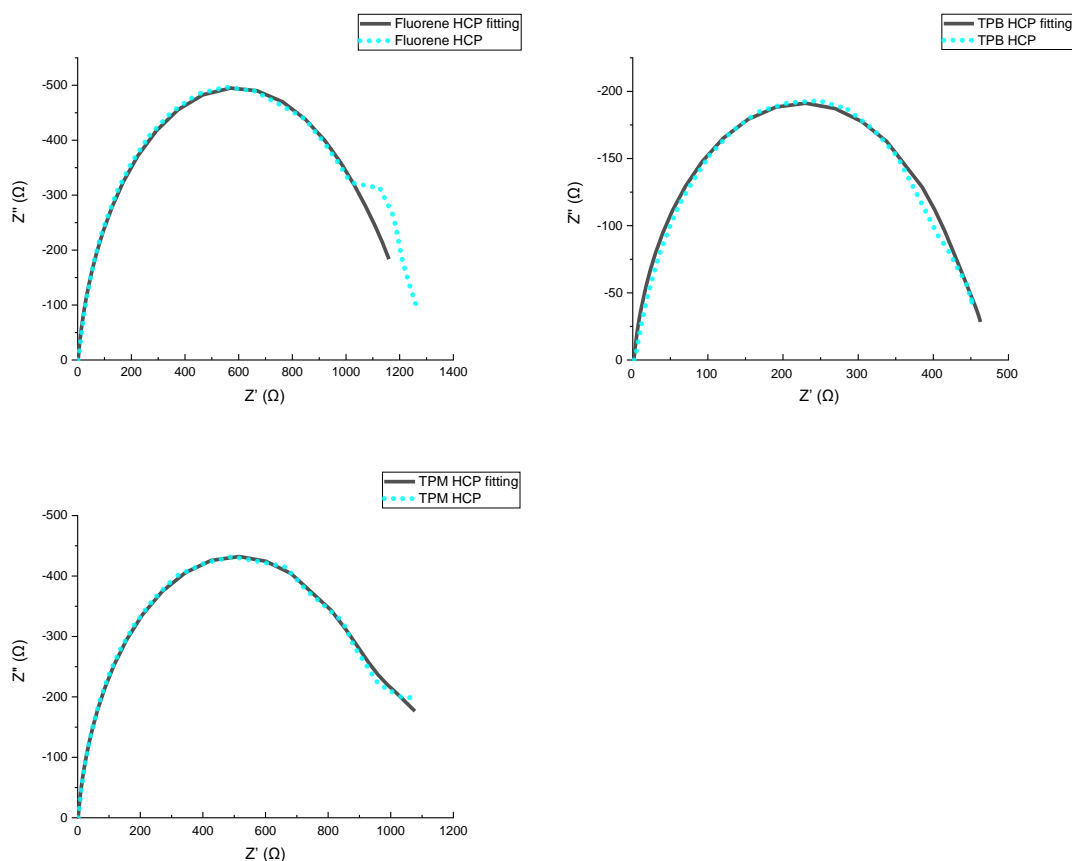 Fluorene HCP fitting
Fluorene HCP
-500
-400
-300
-200
-100
0
Z'' (Ω)
0 200 400 600 800 1000 1200 1400
Z' (Ω)
TPB HCP fitting
TPB HCP
-200
-150
-100
-50
0
Z'' (Ω)
0 100 200 300 400 500
Z' (Ω)
TPM HCP fitting
TPM HCP
-500
-400
-300
-200
-100
0
Z'' (Ω)
0 200 400 600 800 1000 1200
Z' (Ω)